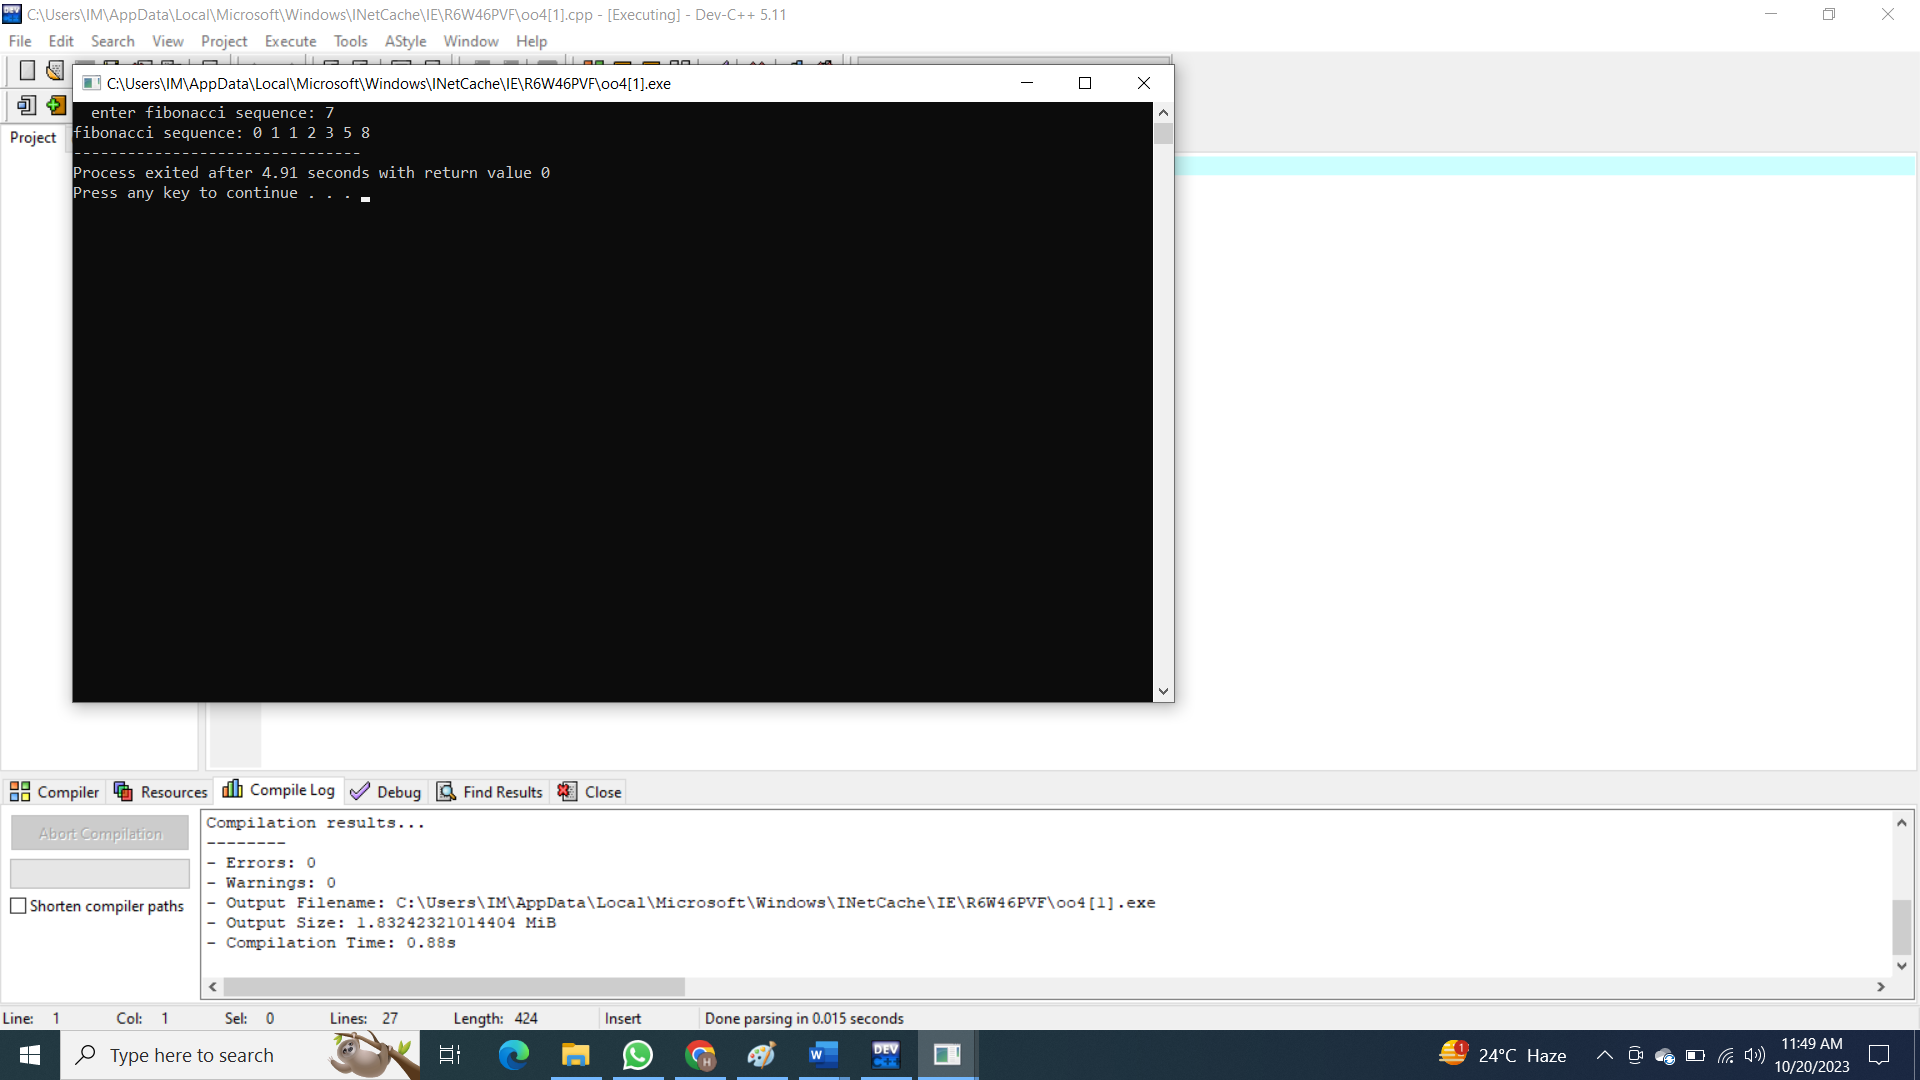 C:\Users\IM\AppData\Local\Microsoft\Windows\INetCache\IE\R6W46PVF\oo4[1].cpp - [Executing] - Dev-C++ 5.11
File Edit Search View Project Execute Tools AStyle Window Help
C:\Users\IM\AppData\Local\Microsoft\Windows\INetCache\IE\R6W46PVF\oo4[1].exe
enter fibonacci sequence: 7
fibonacci sequence: 0 1 1 2 3 5 8
--------------------------------
Process exited after 4.91 seconds with return value 0
Press any key to continue . . .
Project
Compiler Resources Compile Log Debug Find Results Close
Abort Compilation
Shorten compiler paths
Compilation results...
--------
- Errors: 0
- Warnings: 0
- Output Filename: C:\Users\IM\AppData\Local\Microsoft\Windows\INetCache\IE\R6W46PVF\oo4[1].exe
- Output Size: 1.83242321014404 MiB
- Compilation Time: 0.88s
Line: 1 Col: 1 Sel: 0 Lines: 27 Length: 424 Insert Done parsing in 0.015 seconds
Type here to search
DEV
1
24°C Haze
11:49 AM
10/20/2023